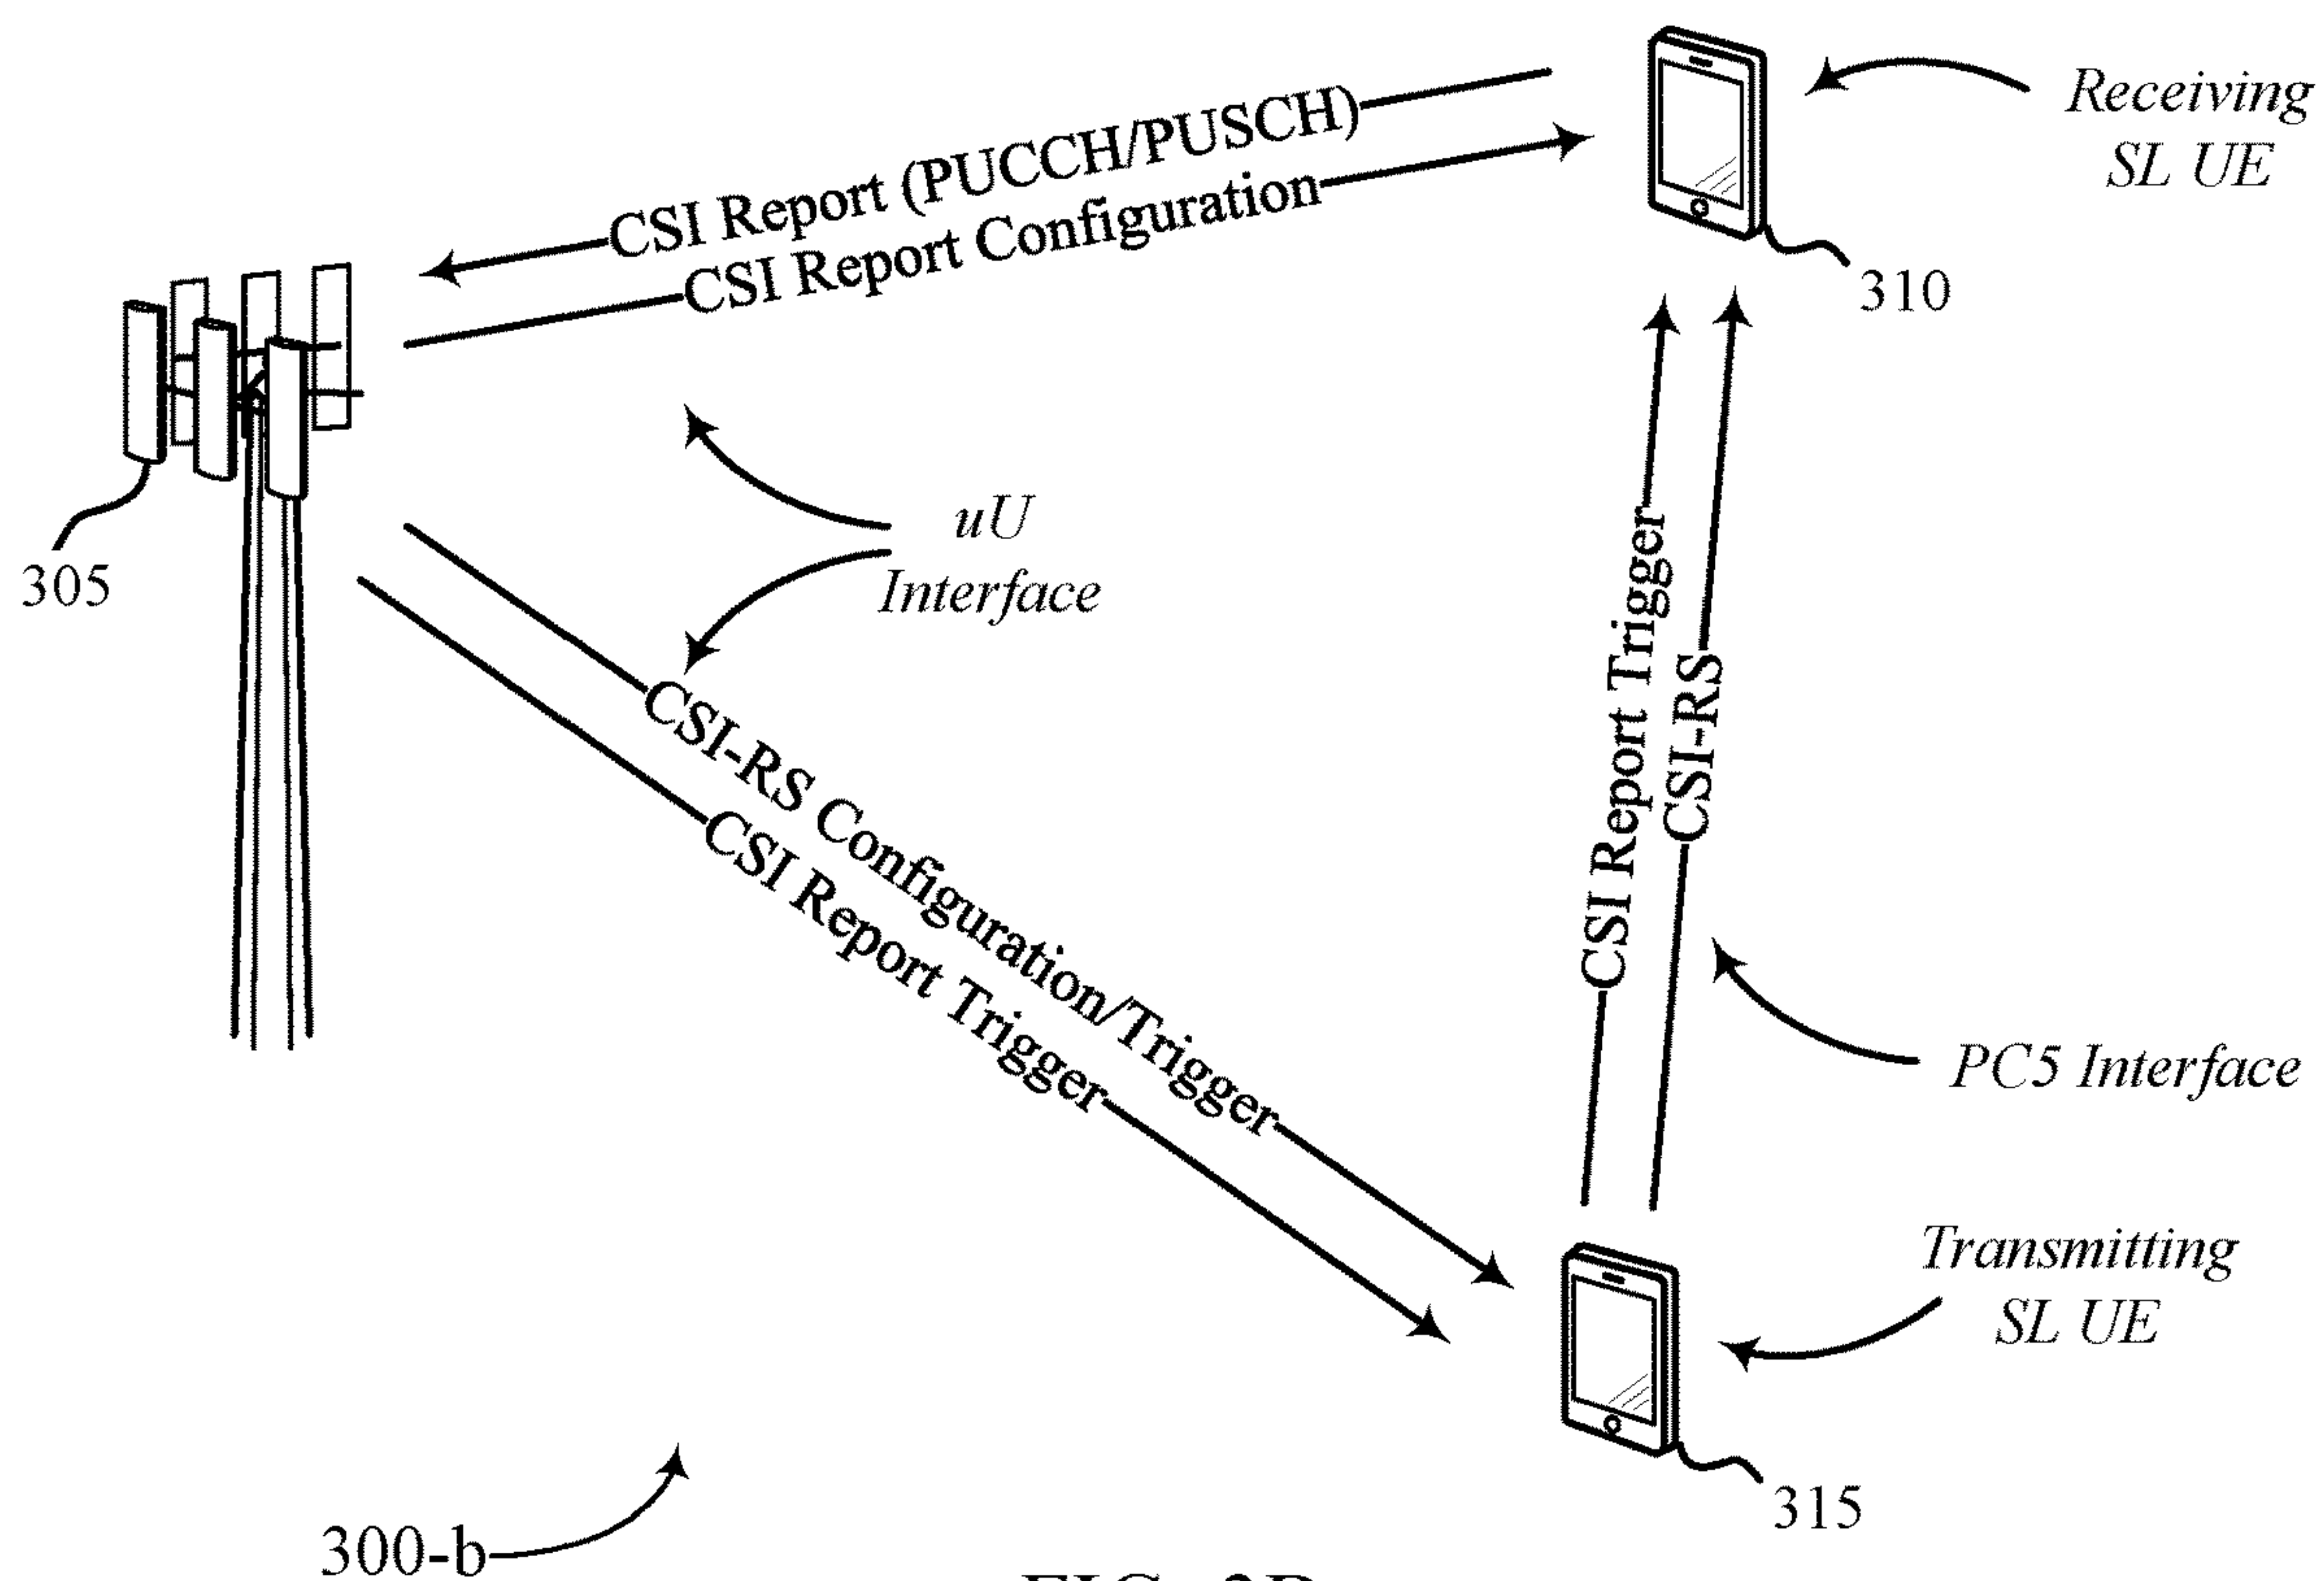 CSI Report (PUCCH/PUSCH)
CSI Report Configuration
Receiving
SL UE
310
305
uU
Interface
CSI-RS Configuration/Trigger
CSI Report Trigger
CSI Report Trigger
CSI-RS
PC5 Interface
Transmitting
SL UE
315
300-b